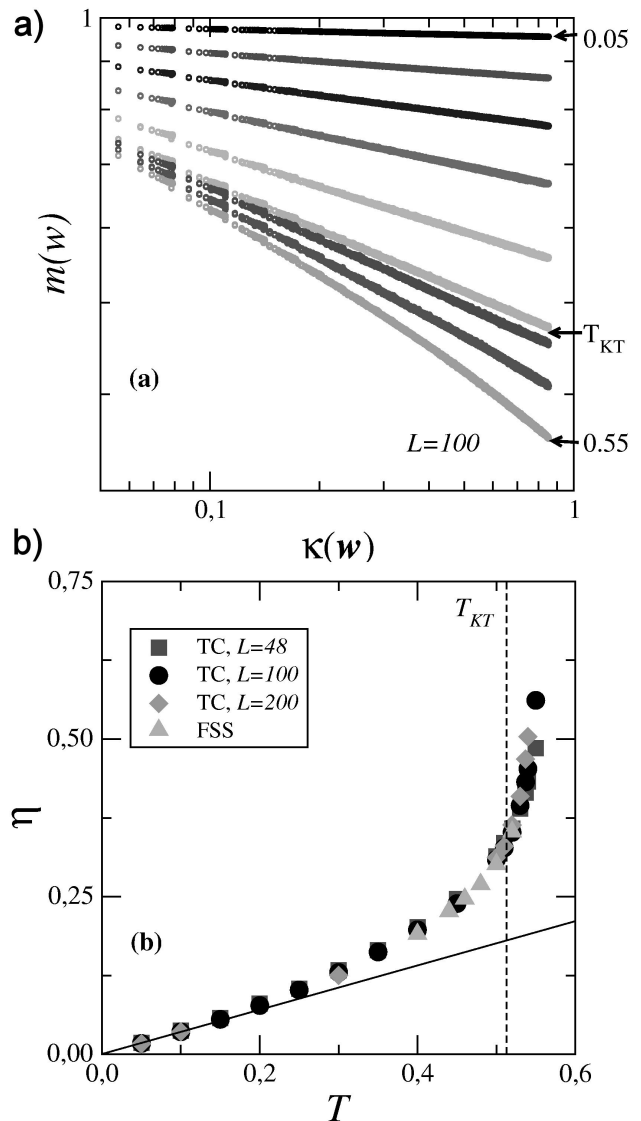 a)
1
0.05
m(w)
T_KT
(a)
L=100
0.55
0,1
1
κ(w)
b)
0,75
T_KT
TC, L=48
TC, L=100
TC, L=200
FSS
0,50
η
0,25
(b)
0,00
0,0
0,2
0,4
0,6
T